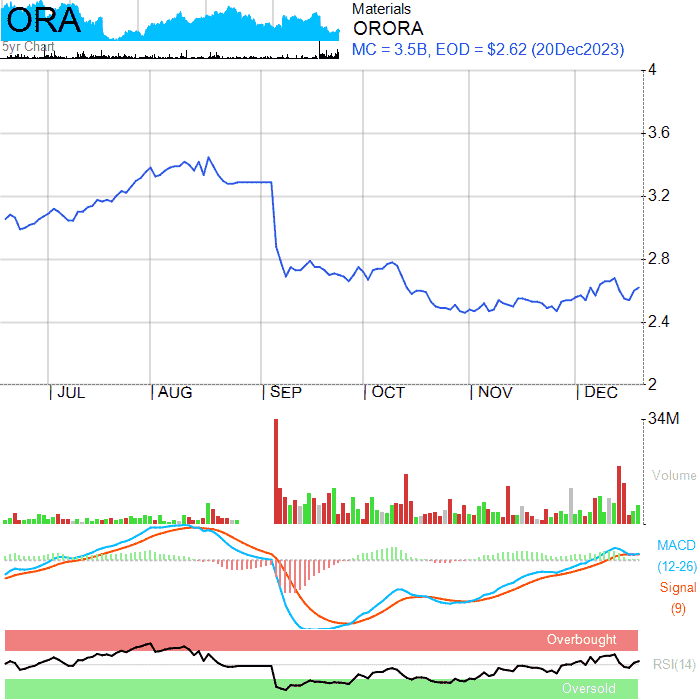 ORA
5yr Chart
Materials
ORORA
MC = 3.5B, EOD = $2.62 (20Dec2023)
4
3.6
3.2
2.8
2.4
2
JUL AUG SEP OCT NOV DEC
34M
Volume
MACD
(12-26)
Signal
(9)
Overbought
RSI(14)
Oversold